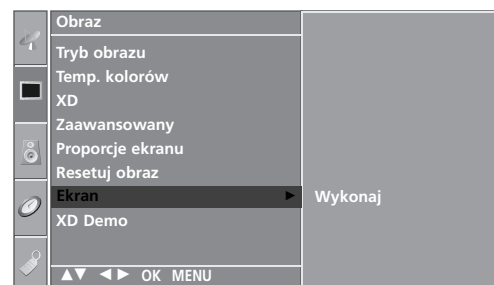 Obraz
Tryb obrazu
Temp. kolorów
XD
Zaawansowany
Proporcje ekranu
Resetuj obraz
Ekran ► Wykonaj
XD Demo
▲▼ ◄► OK MENU